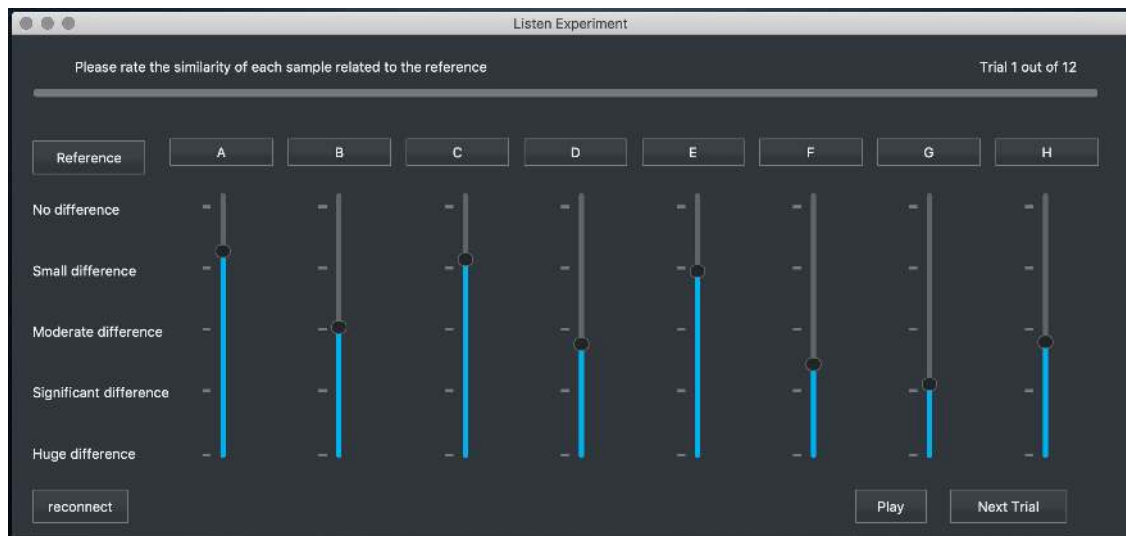 Listen Experiment
Please rate the similarity of each sample related to the reference
Trial 1 out of 12
Reference
A
B
C
D
E
F
G
H
No difference
Small difference
Moderate difference
Significant difference
Huge difference
reconnect
Play
Next Trial